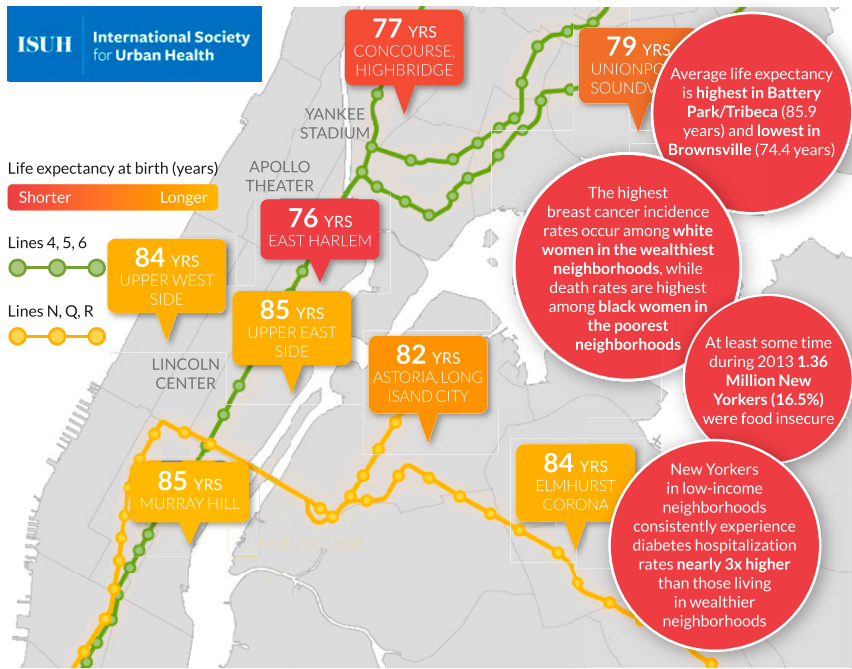 ISUH
International Society
for Urban Health
77 YRS
CONCOURSE,
HIGHBRIDGE
79 YRS
Average life expectancy
is highest in Battery
Park/Tribeca (85.9
years) and lowest in
Brownsville (74.4 years)
YANKEE
STADIUM
Life expectancy at birth (years)
Shorter
Longer
APOLLO
THEATER
The highest
breast cancer incidence
rates occur among white
women in the wealthiest
neighborhoods, while
death rates are highest
among black women in
the poorest
neighborhoods
76 YRS
EAST HARLEM
Lines 4, 5, 6
84 YRS
UPPER WEST
SIDE
85 YRS
UPPER EAST
SIDE
Lines N, Q, R
82 YRS
ASTORIA, LONG
ISAND CITY
At least some time
during 2013 1.36
Million New
Yorkers (16.5%)
were food insecure
LINCOLN
CENTER
85 YRS
MURRAY HILL
84 YRS
ELMHURST
CORONA
New Yorkers
in low-income
neighborhoods
consistently experience
diabetes hospitalization
rates nearly 3x higher
than those living
in wealthier
neighborhoods